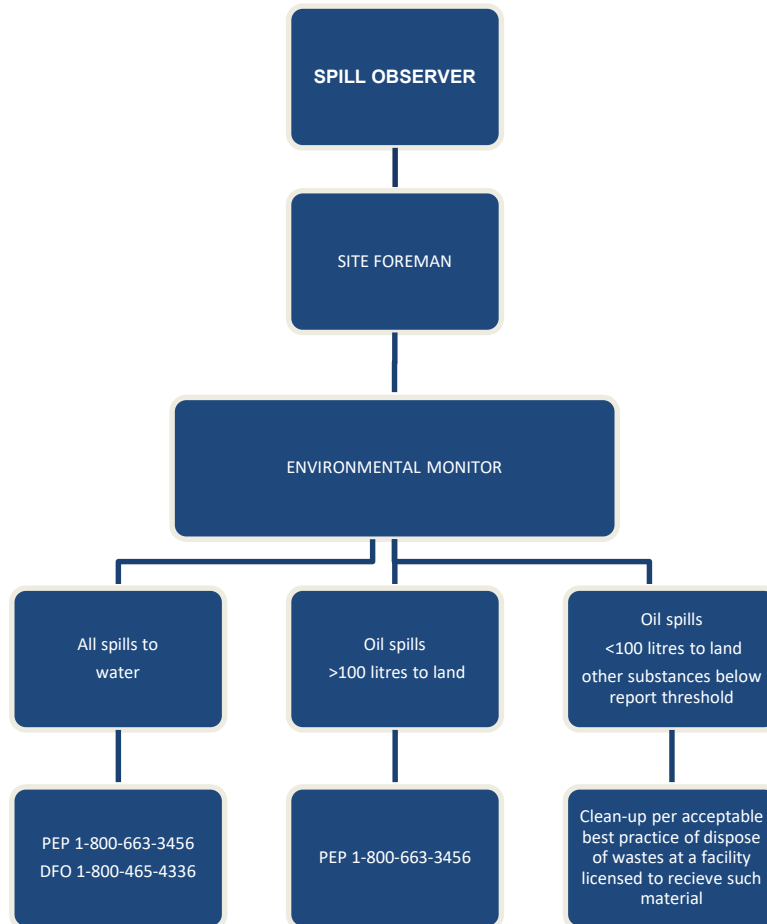 SPILL OBSERVER
SITE FOREMAN
ENVIRONMENTAL MONITOR
All spills to
water
Oil spills
>100 litres to land
Oil spills
<100 litres to land
other substances below
report threshold
PEP 1-800-663-3456
DFO 1-800-465-4336
PEP 1-800-663-3456
Clean-up per acceptable
best practice of dispose
of wastes at a facility
licensed to recieve such
material